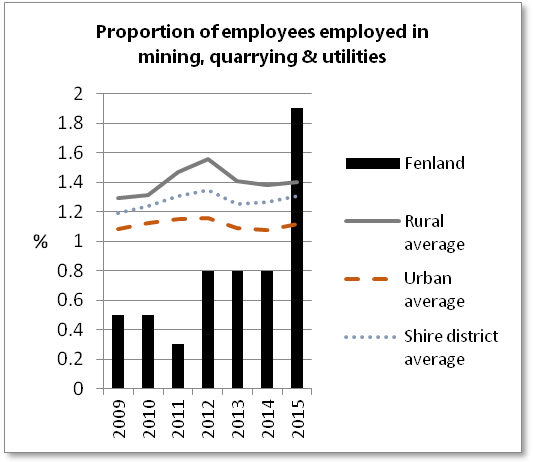 Proportion of employees employed in
mining, quarrying & utilities
2
1.8
1.6
1.4
1.2
1
0.8
0.6
0.4
0.2
0
%
2009
2010
2011
2012
2013
2014
2015
Fenland
Rural
average
Urban
average
Shire district
average